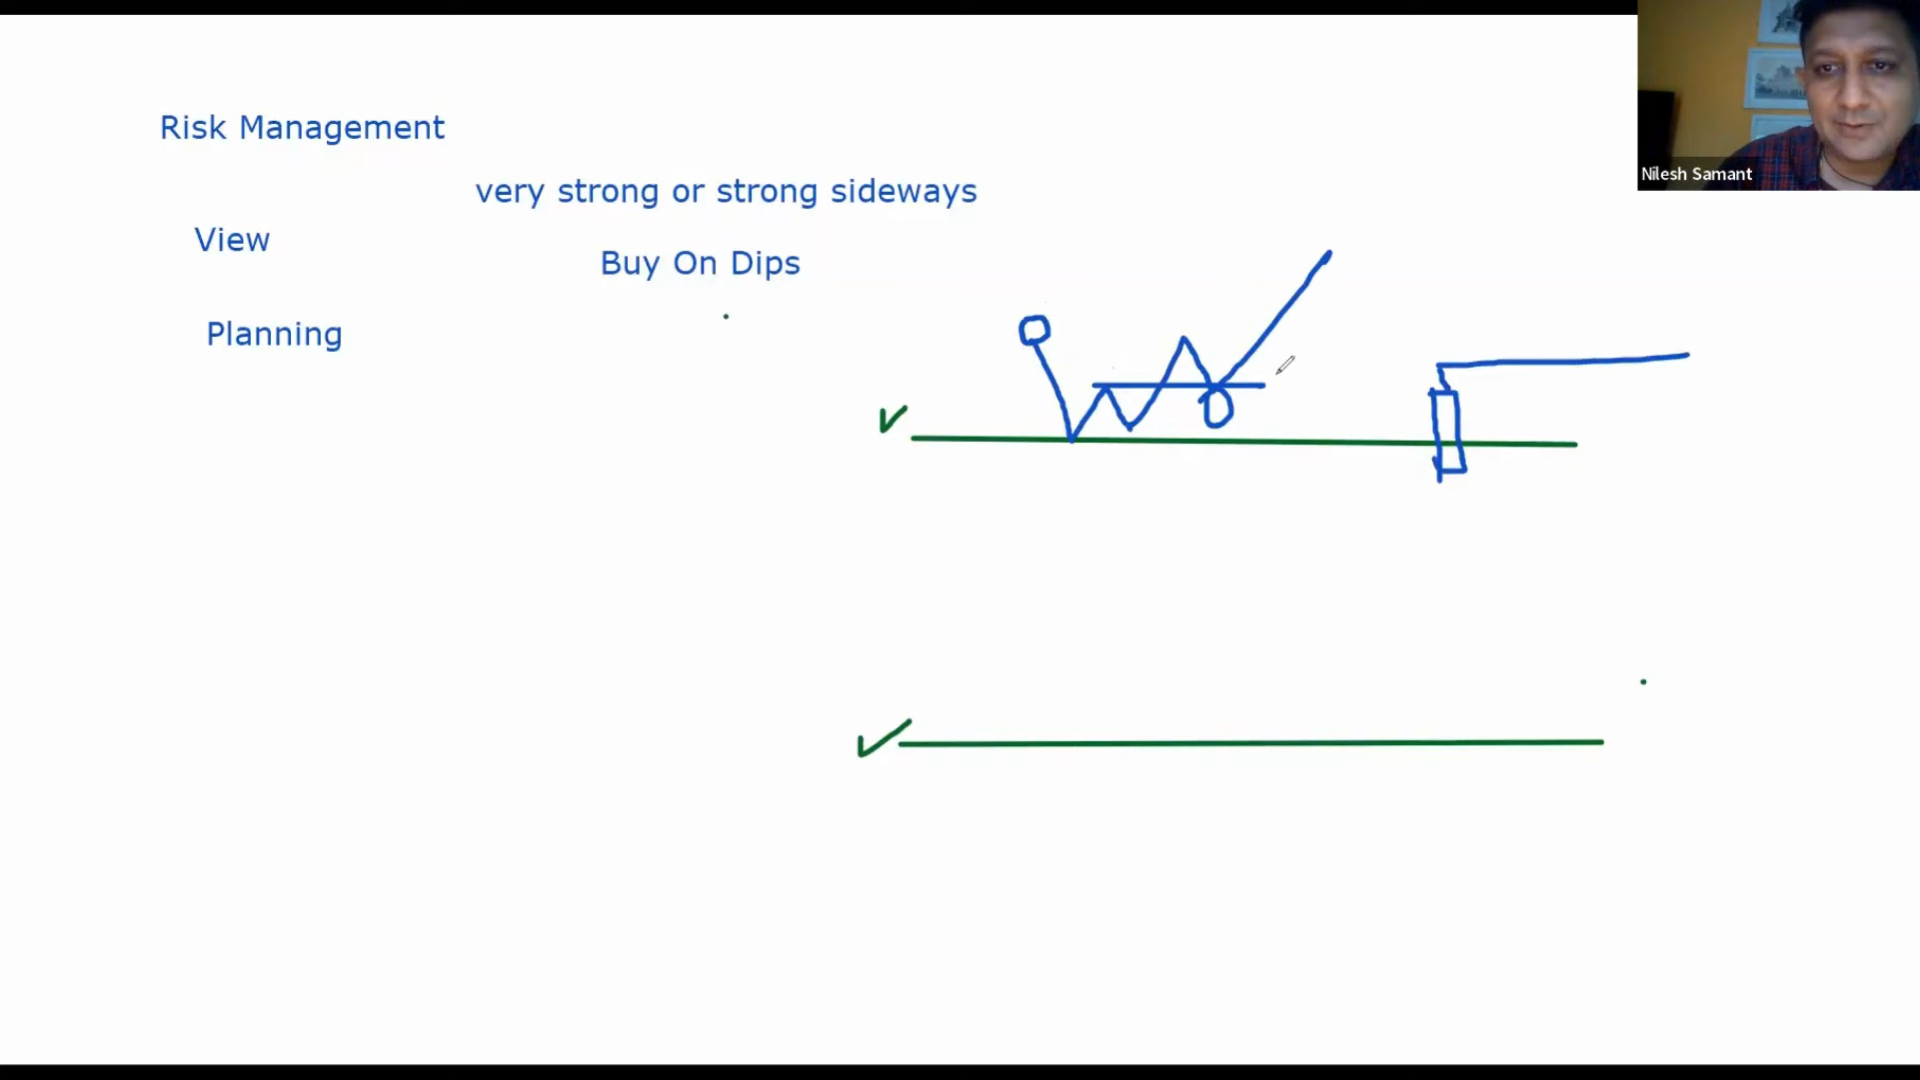 Risk Management
very strong or strong sideways
View
Buy On Dips
Planning
Nilesh Samant